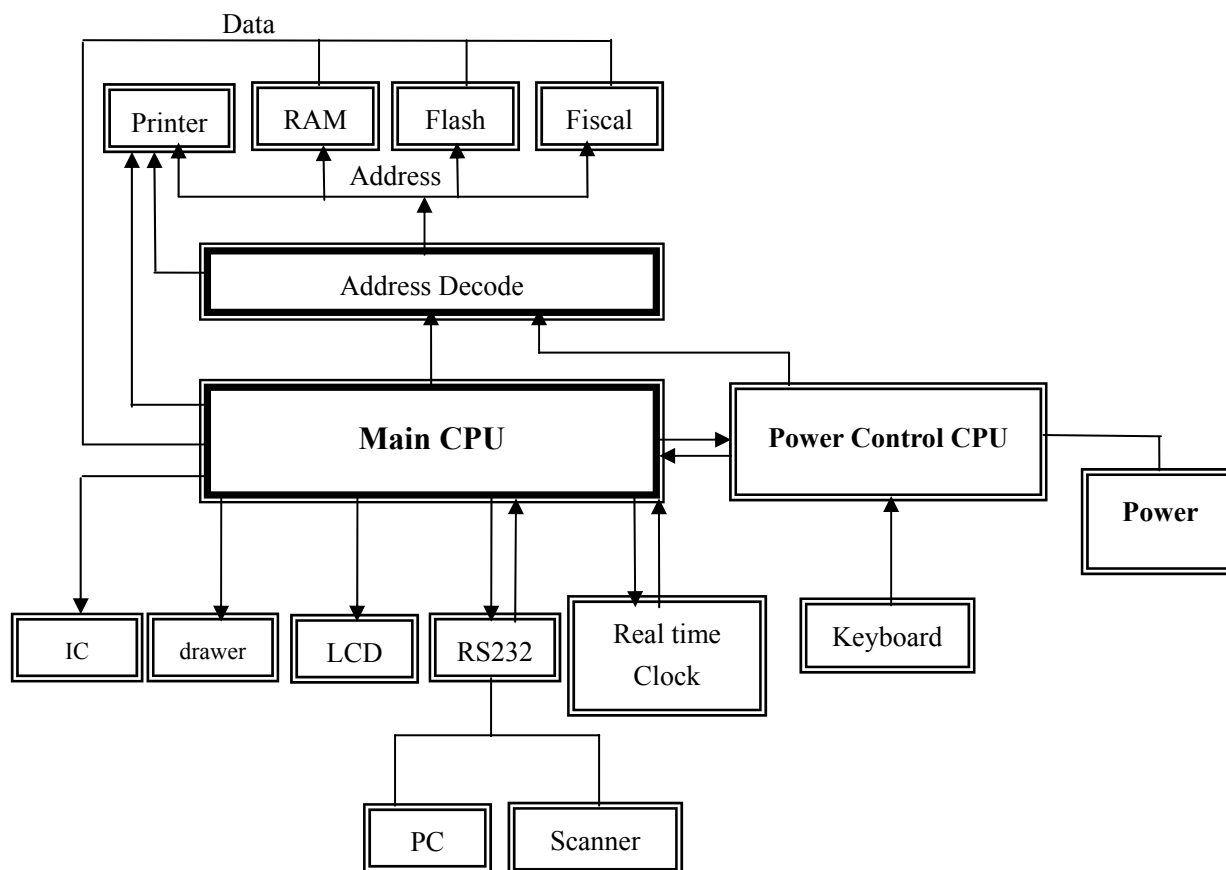 Data
Printer
RAM
Flash
Fiscal
Address
Address Decode
Main CPU
Power Control CPU
Power
IC
drawer
LCD
RS232
Real time
Clock
Keyboard
PC
Scanner